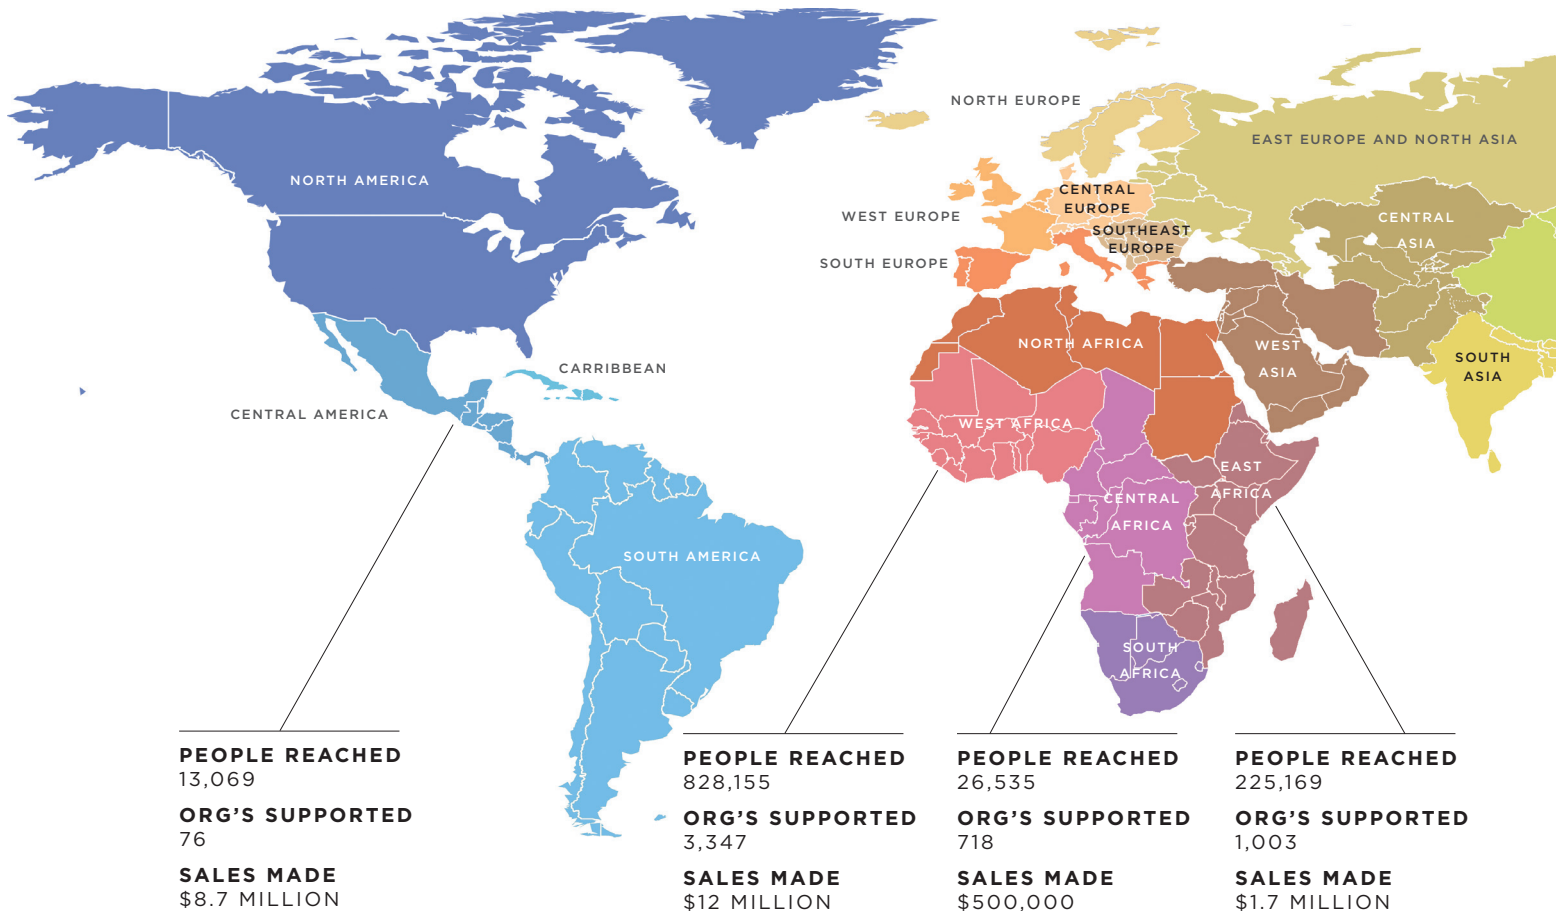 NORTH EUROPE
EAST EUROPE AND NORTH ASIA
NORTH AMERICA
CENTRAL
EUROPE
WEST EUROPE
CENTRAL
ASIA
SOUTHEAST
EUROPE
SOUTH EUROPE
NORTH AFRICA
WEST
ASIA
SOUTH
ASIA
CARRIBBEAN
CENTRAL AMERICA
WEST AFRICA
EAST
AFRICA
CENTRAL
AFRICA
SOUTH AMERICA
SOUTH
AFRICA
PEOPLE REACHED
13,069
ORG'S SUPPORTED
76
SALES MADE
$8.7 MILLION
PEOPLE REACHED
828,155
ORG'S SUPPORTED
3,347
SALES MADE
$12 MILLION
PEOPLE REACHED
26,535
ORG'S SUPPORTED
718
SALES MADE
$500,000
PEOPLE REACHED
225,169
ORG'S SUPPORTED
1,003
SALES MADE
$1.7 MILLION